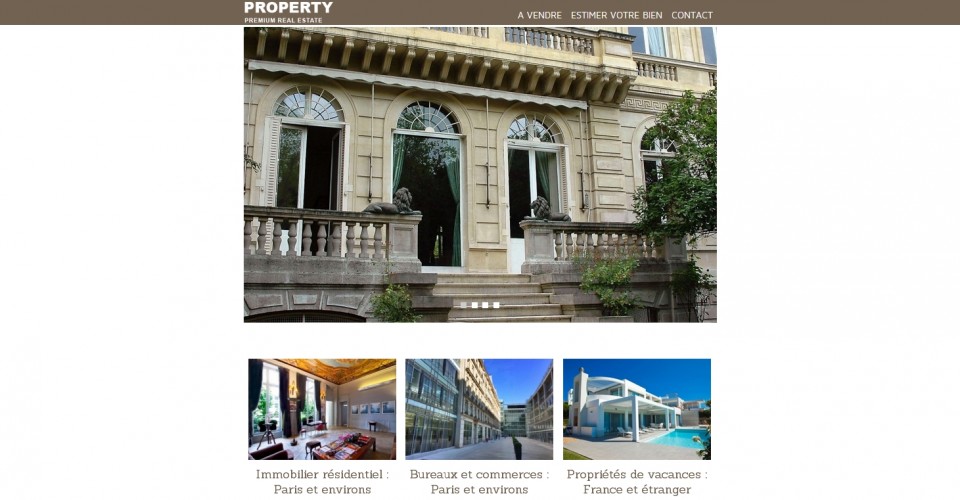 PROPERTY
PREMIUM REAL ESTATE
A VENDRE ESTIMER VOTRE BIEN CONTACT
Immobilier résidentiel :
Paris et environs
Bureaux et commerces :
Paris et environs
Propriétés de vacances :
France et étranger